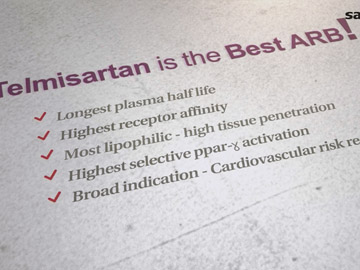 sa
Telmisartan is the Best ARB!
Longest plasma half life
Highest receptor affinity
Most lipophilic - high tissue penetration
Highest selective ppar-ɣ activation
Broad indication - Cardiovascular risk re